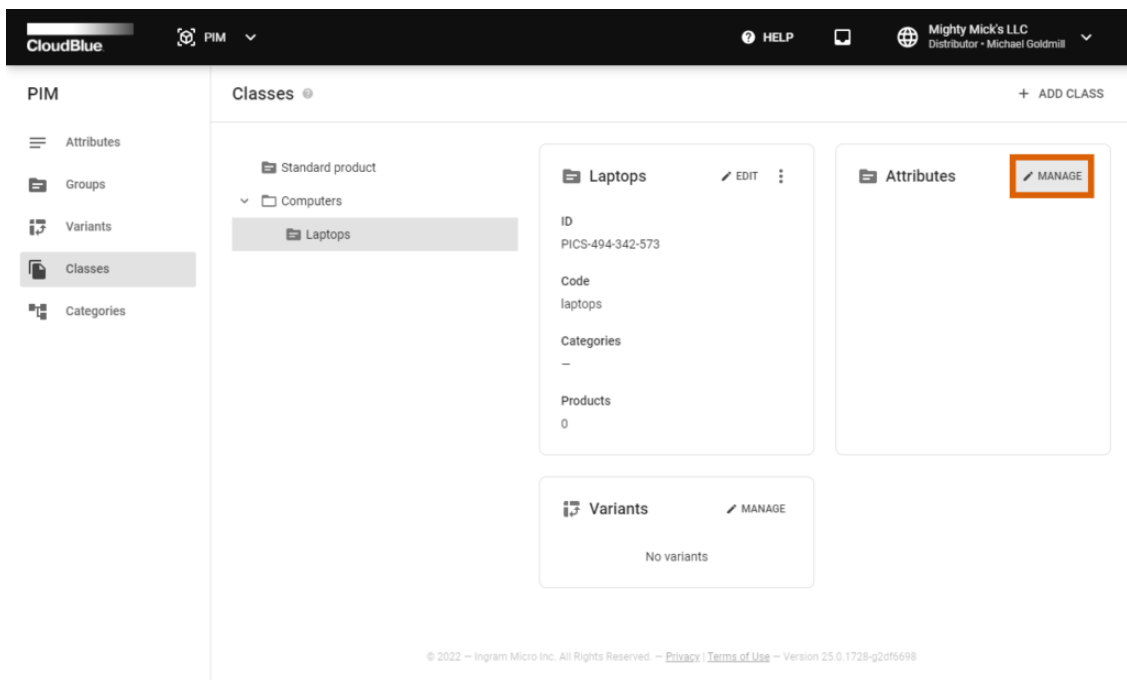 CloudBlue
PIM
HELP
Mighty Mick's LLC
Distributor • Michael Goldmill
PIM
Attributes
Groups
Variants
Classes
Categories
Classes
+ ADD CLASS
Standard product
Computers
Laptops
Laptops
EDIT
ID
PICS-494-342-573
Code
laptops
Categories
—
Products
0
Attributes
MANAGE
Variants
MANAGE
No variants
© 2022 — Ingram Micro Inc. All Rights Reserved. — Privacy | Terms of Use — Version 25.0.1728-g2df6698